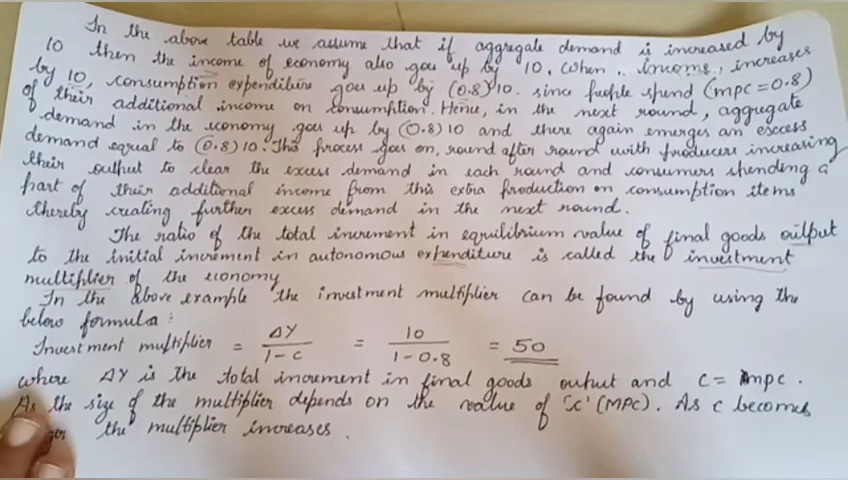 In the above table we assume that if aggregate demand is increased by
10 then the income of economy also goes up by 10. When income, increases
by 10, consumption expenditure goes up by (0.8)10. since people spend (mpc=0.8)
of their additional income on consumption. Hence, in the next round, aggregate
demand in the economy goes up by (0.8)10 and there again emerges an excess
demand equal to (0.8)10. This process goes on, round after round with producers increasing
their output to clear the excess demand in each round and consumers spending a
part of their additional income from this extra production on consumption items
thereby creating further excess demand in the next round.
The ratio of the total increment in equilibrium value of final goods output
to the initial increment in autonomous expenditure is called the investment
multiplier of the economy
In the above example the investment multiplier can be found by using the
below formula:
Investment multiplier = ΔY/1-c = 10/1-0.8 = 50
where ΔY is the total increment in final goods output and c = mpc.
As the size of the multiplier depends on the value of 'c' (MPC). As c becomes
the multiplier increases.